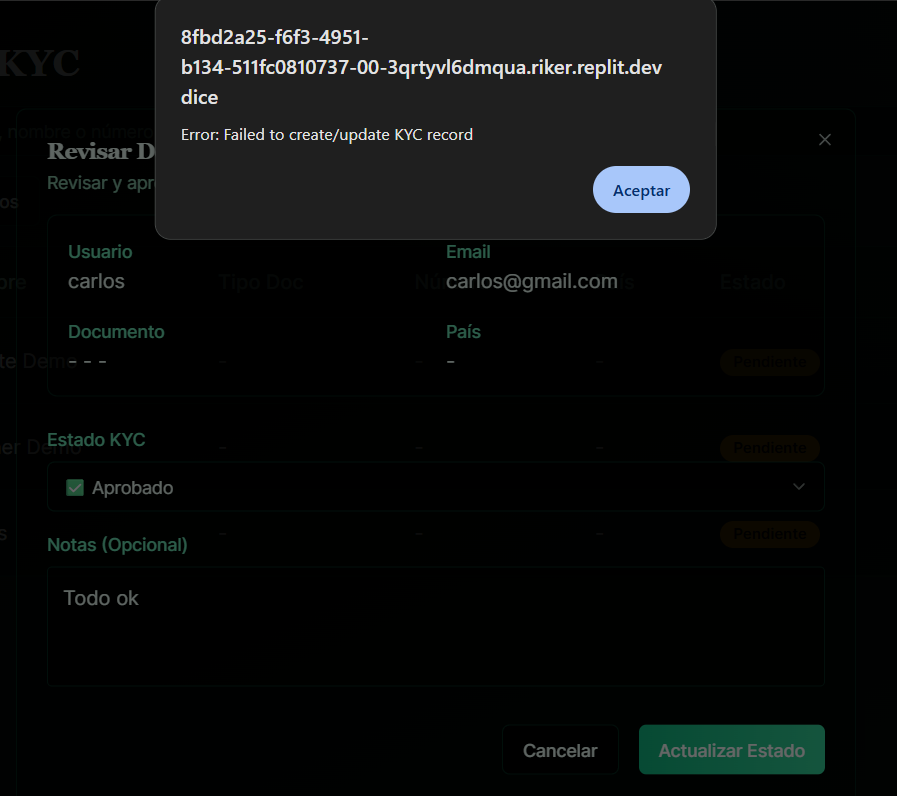 8fbd2a25-f6f3-4951-
b134-511fc0810737-00-3qrtyvl6dmqua.riker.replit.dev
dice
Error: Failed to create/update KYC record
Aceptar
KYC
nombre o número
Revisar D
Revisar y apr
os
Usuario
Email
carlos
carlos@gmail.com
bre
Tipo Doc
Nú
ís
Estado
Documento
País
- - -
-
te Demo
-
-
-
Pendiente
Estado KYC
er Demo
-
-
-
Pendiente
✅ Aprobado
s
-
-
-
Pendiente
Notas (Opcional)
Todo ok
Cancelar
Actualizar Estado